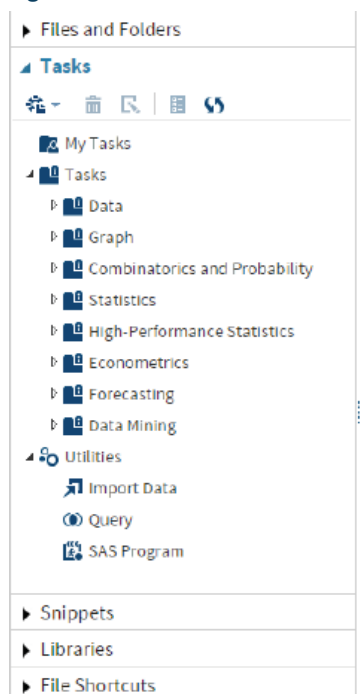 Files and Folders
Tasks
My Tasks
Tasks
Data
Graph
Combinatorics and Probability
Statistics
High-Performance Statistics
Econometrics
Forecasting
Data Mining
Utilities
Import Data
Query
SAS Program
Snippets
Libraries
File Shortcuts